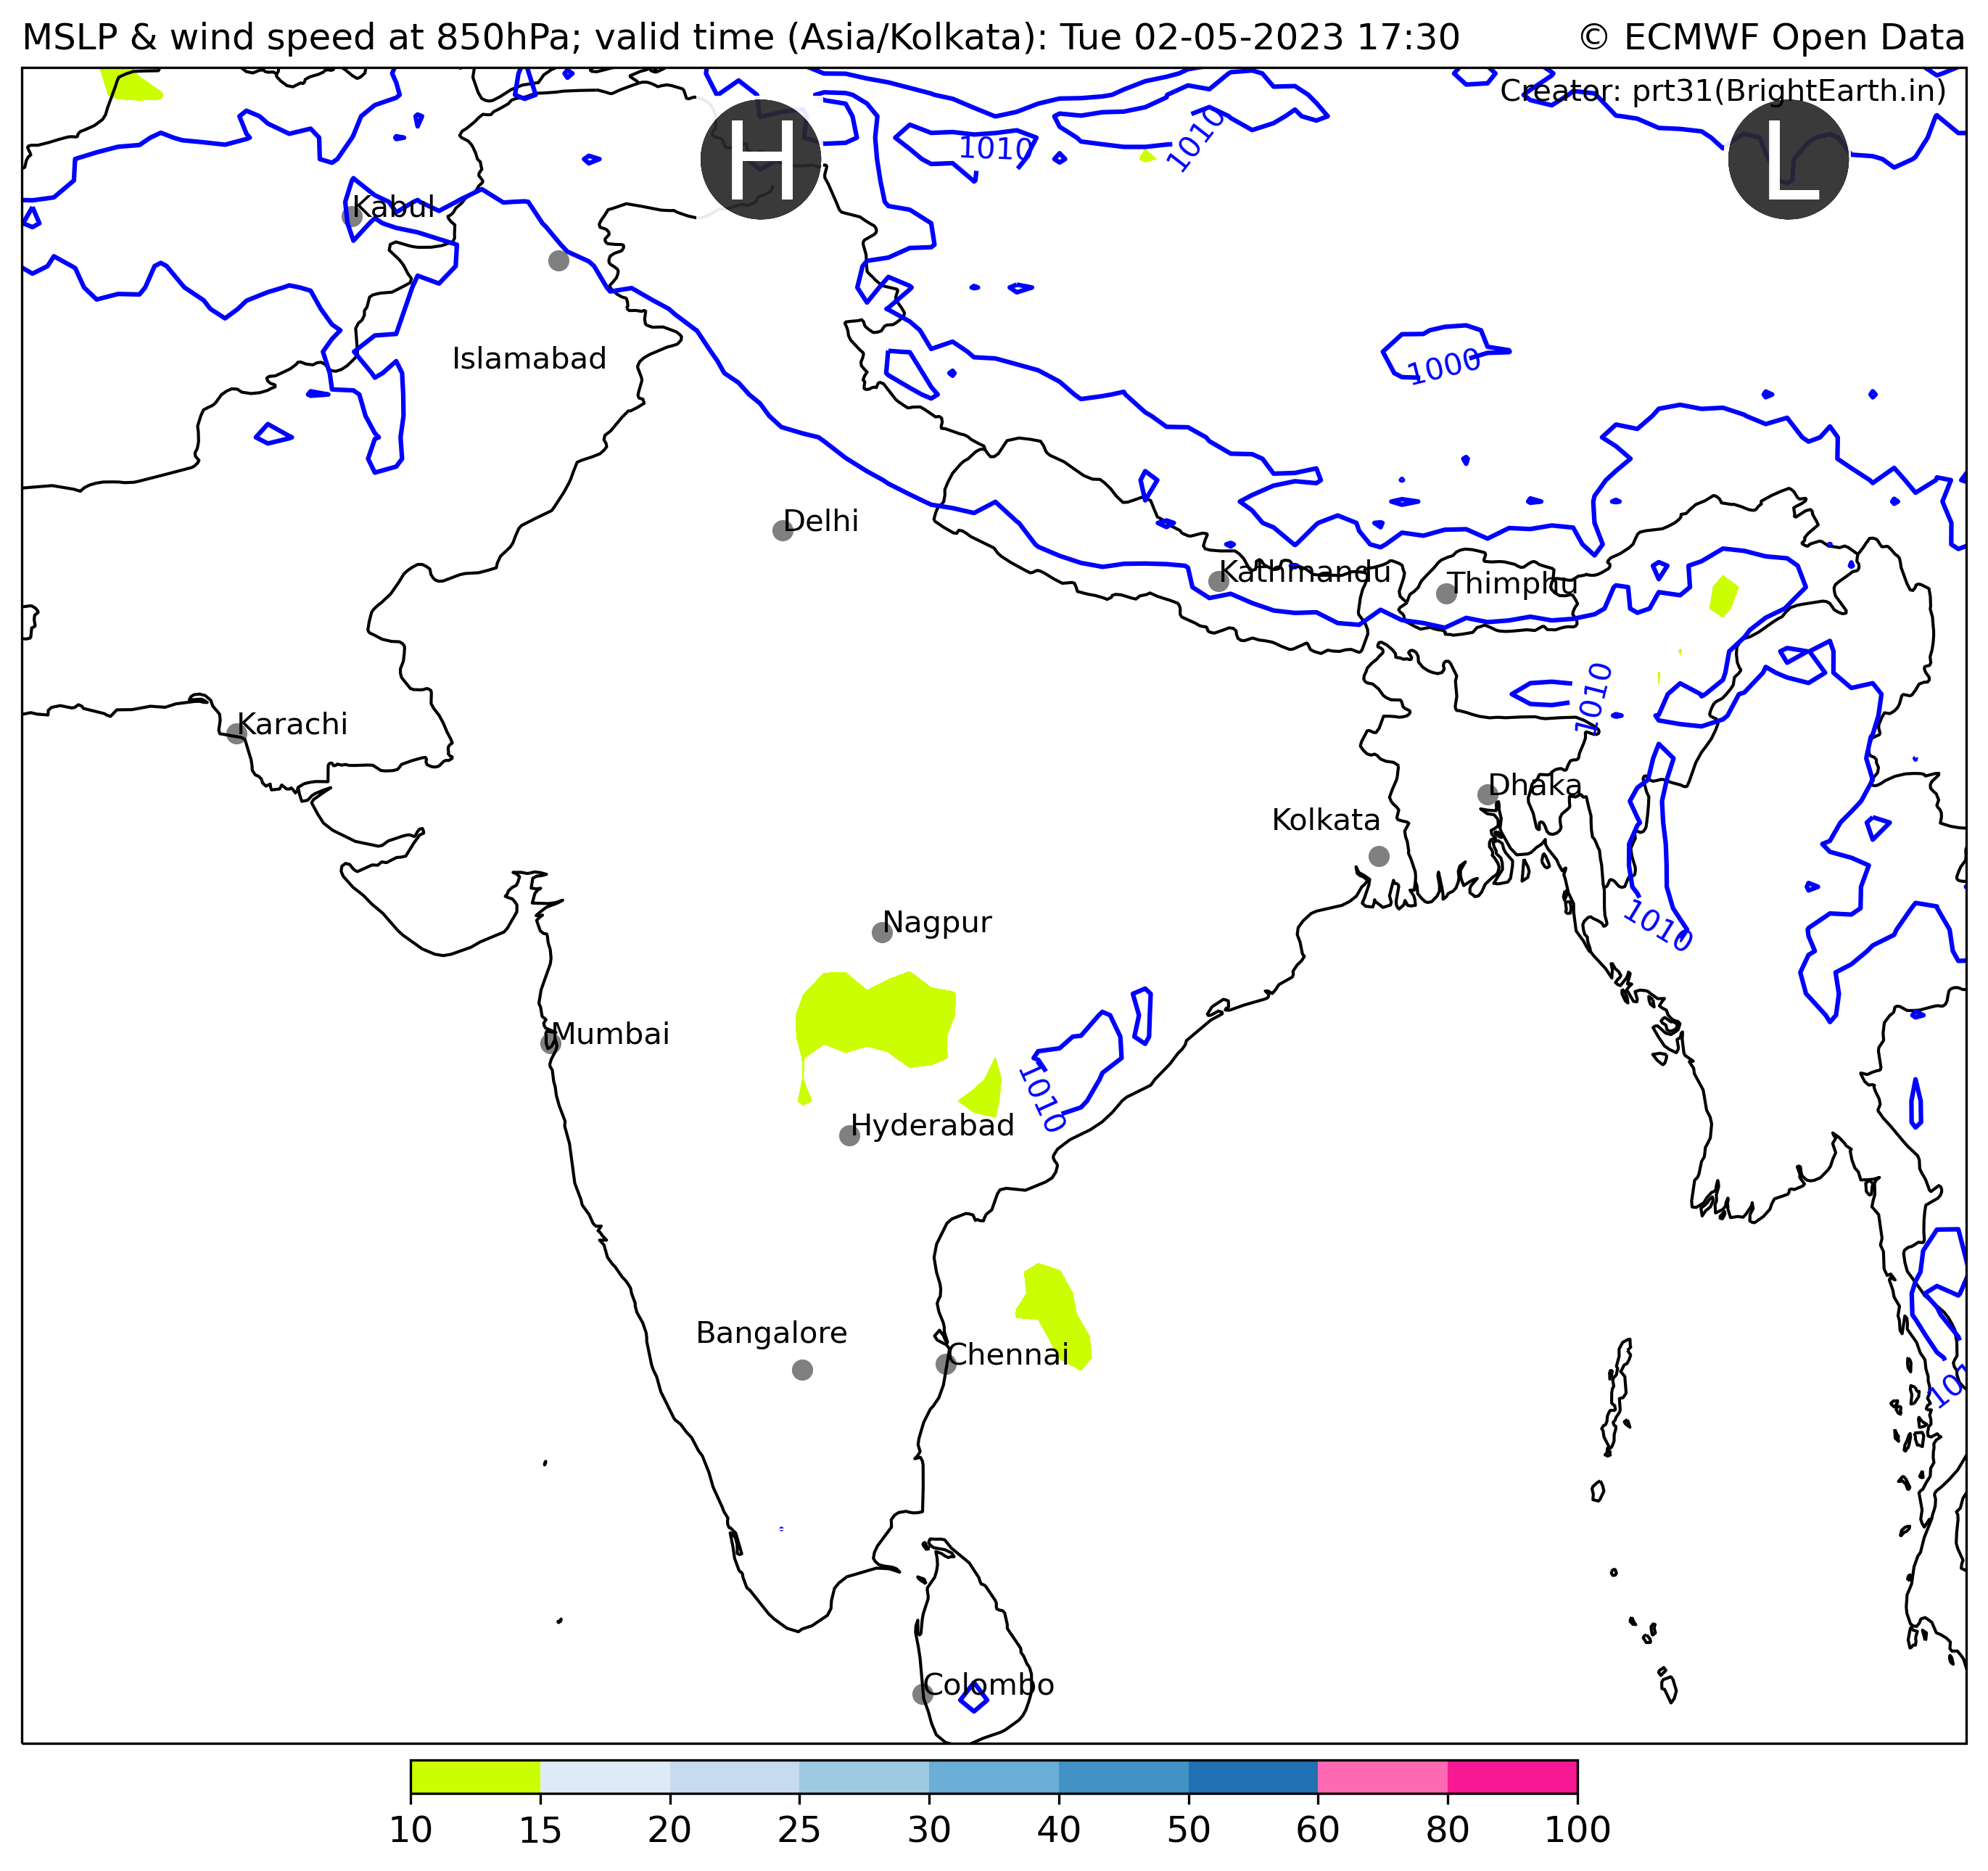 MSLP & wind speed at 850hPa; valid time (Asia/Kolkata): Tue 02-05-2023 17:30 © ECMWF Open Data
Creator: prt31(BrightEarth.in)
H
L
1010
1010
Kabul
Islamabad
1000
Delhi
Kathmandu
Thimphu
1010
Karachi
Dhaka
Kolkata
Nagpur
1010
Mumbai
1010
Hyderabad
Bangalore
Chennai
10
Colombo
10 15 20 25 30 40 50 60 80 100